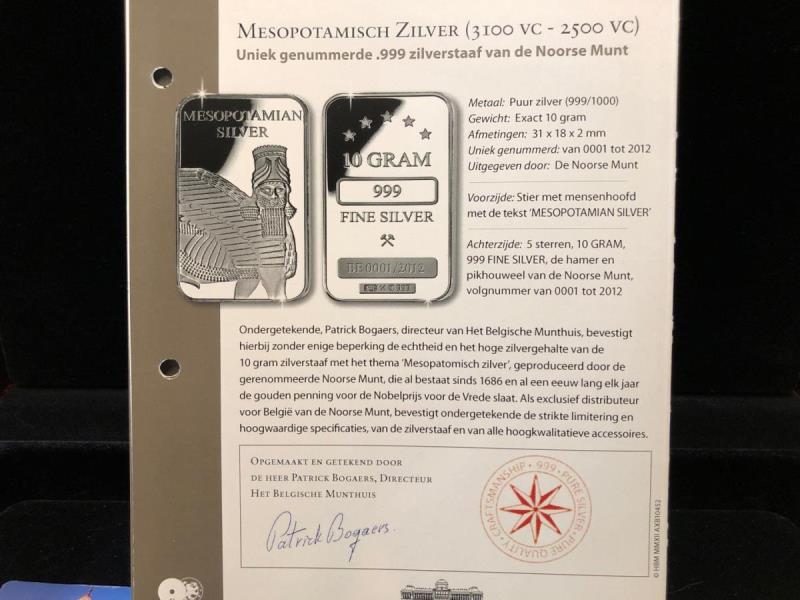 MESOPOTAMISCH ZILVER (3100 VC - 2500 VC)
Uniek genummerde .999 zilverstaaf van de Noorse Munt
MESOPOTAMIAN
SILVER
10 GRAM
999
FINE SILVER
BE 0001/2012
Metaal: Puur zilver (999/1000)
Gewicht: Exact 10 gram
Afmetingen: 31 x 18 x 2 mm
Uniek genummerd: van 0001 tot 2012
Uitgegeven door: De Noorse Munt
Voorzijde: Stier met mensenhoofd
met de tekst 'MESOPOTAMIAN SILVER'
Achterzijde: 5 sterren, 10 GRAM,
999 FINE SILVER, de hamer en
pikhouweel van de Noorse Munt,
volgnummer van 0001 tot 2012
Ondergetekende, Patrick Bogaers, directeur van Het Belgische Munthuis, bevestigt
hierbij zonder enige beperking de echtheid en het hoge zilvergehalte van de
10 gram zilverstaaf met het thema 'Mesopatomisch zilver', geproduceerd door de
gerenommeerde Noorse Munt, die al bestaat sinds 1686 en al een eeuw lang elk jaar
de gouden penning voor de Nobelprijs voor de Vrede slaat. Als exclusief distributeur
voor België van de Noorse Munt, bevestigt ondergetekende de strikte limitering en
hoogwaardige specificaties, van de zilverstaaf en van alle hoogkwalitatieve accessoires.
OPGEMAAKT EN GETEKEND DOOR
DE HEER PATRICK BOGAERS, DIRECTEUR
HET BELGISCHE MUNTHUIS
Patrick Bogaers.
CRAFTSMANSHIP · 999 · PURE SILVER · PURE QUALITY ·
© HBM MMXII AXB10452